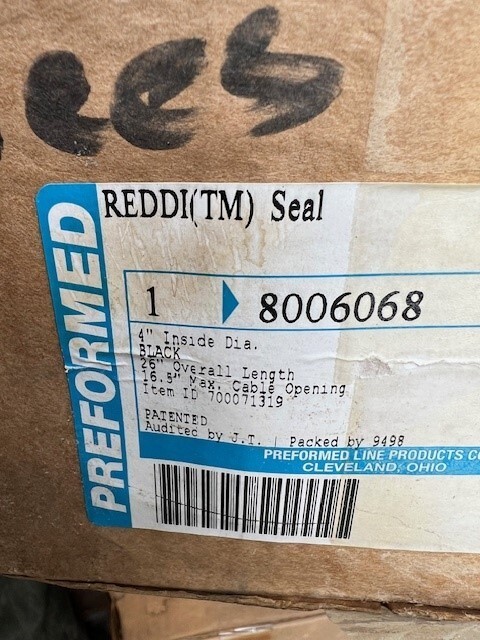 REDDI(TM) Seal
PREFORMED
1 8006068
4" Inside Dia.
BLACK
26" Overall Length
16.5" Max. Cable Opening
Item ID 700071319
PATENTED
Audited by J.T. | Packed by 9498
PREFORMED LINE PRODUCTS CO
CLEVELAND, OHIO